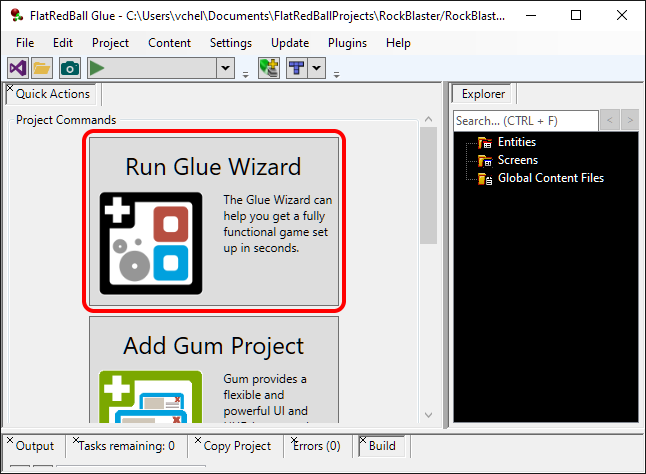 FlatRedBall Glue - C:\Users\vchel\Documents\FlatRedBallProjects\RockBlaster/RockBlast...
File Edit Project Content Settings Update Plugins Help
Quick Actions
Project Commands
Run Glue Wizard
The Glue Wizard can
help you get a fully
functional game set
up in seconds.
Add Gum Project
Gum provides a
flexible and
powerful UI and
Explorer
Search... (CTRL + F)
< >
Entities
Screens
Global Content Files
Output Tasks remaining: 0 Copy Project Errors (0) Build